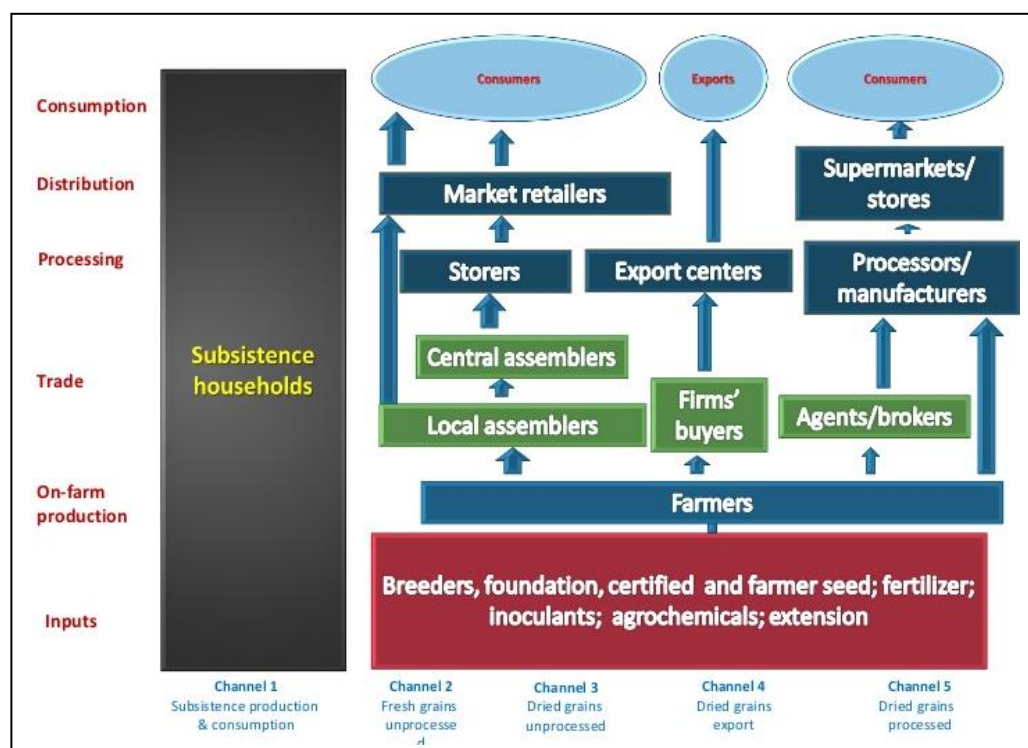 Consumption
Distribution
Processing
Trade
On-farm
production
Inputs
Subsistence
households
Consumers
Exports
Consumers
Market retailers
Supermarkets/
stores
Storers
Export centers
Processors/
manufacturers
Central assemblers
Local assemblers
Firms'
buyers
Agents/brokers
Farmers
Breeders, foundation, certified and farmer seed; fertilizer;
inoculants; agrochemicals; extension
Channel 1
Subsistence production
& consumption
Channel 2
Fresh grains
unprocesse
d
Channel 3
Dried grains
unprocessed
Channel 4
Dried grains
export
Channel 5
Dried grains
processed